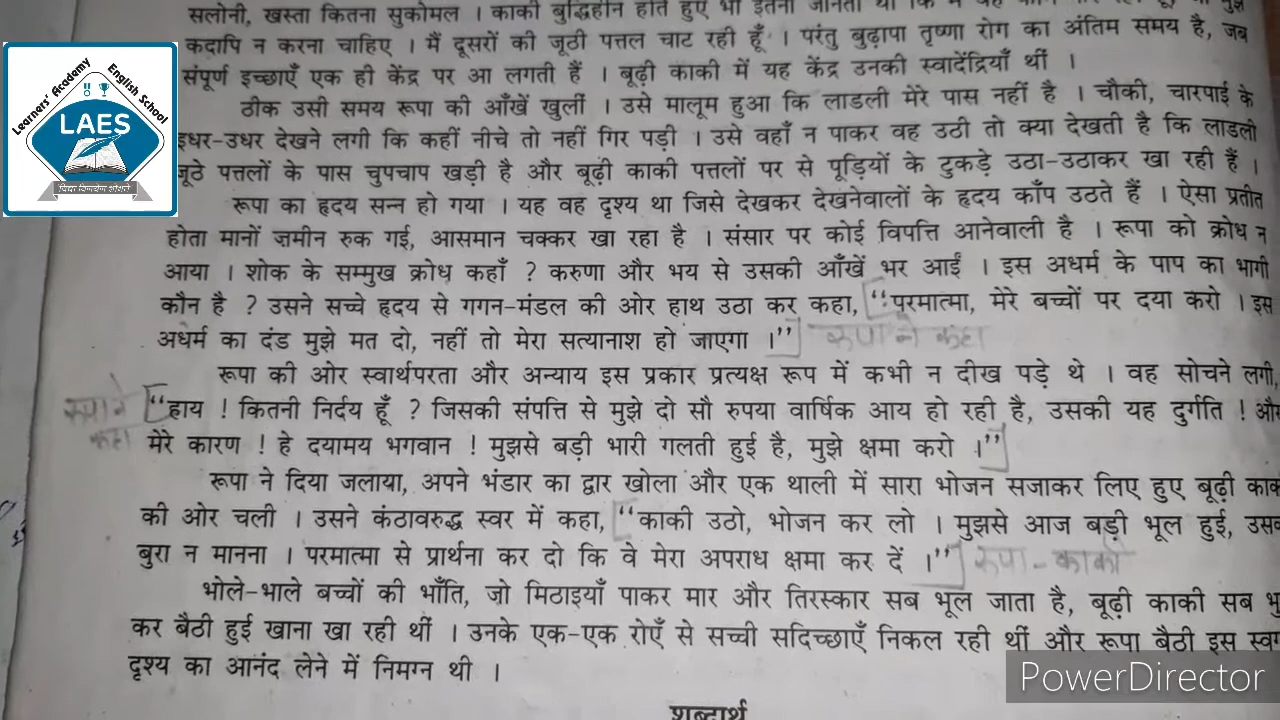 सलोनी, खस्ता कितना सुकोमल । काकी बुद्धिहीन होते हुए भी इतना जानती थी कि मैं वह
कदापि न करना चाहिए । मैं दूसरों की जूठी पत्तल चाट रही हूँ । परंतु बुढ़ापा तृष्णा रोग का अंतिम समय है, जब
संपूर्ण इच्छाएँ एक ही केंद्र पर आ लगती हैं । बूढ़ी काकी में यह केंद्र उनकी स्वादेंद्रियाँ थीं ।
ठीक उसी समय रूपा की आँखें खुलीं । उसे मालूम हुआ कि लाडली मेरे पास नहीं है । चौकी, चारपाई के
इधर-उधर देखने लगी कि कहीं नीचे तो नहीं गिर पड़ी । उसे वहाँ न पाकर वह उठी तो क्या देखती है कि लाडली
जूठे पत्तलों के पास चुपचाप खड़ी है और बूढ़ी काकी पत्तलों पर से पूड़ियों के टुकड़े उठा-उठाकर खा रही हैं ।
रूपा का हृदय सन्न हो गया । यह वह दृश्य था जिसे देखकर देखनेवालों के हृदय काँप उठते हैं । ऐसा प्रतीत
होता मानों ज़मीन रुक गई, आसमान चक्कर खा रहा है । संसार पर कोई विपत्ति आनेवाली है । रूपा को क्रोध न
आया । शोक के सम्मुख क्रोध कहाँ ? करुणा और भय से उसकी आँखें भर आईं । इस अधर्म के पाप का भागी
कौन है ? उसने सच्चे हृदय से गगन-मंडल की ओर हाथ उठा कर कहा, “परमात्मा, मेरे बच्चों पर दया करो । इस
अधर्म का दंड मुझे मत दो, नहीं तो मेरा सत्यानाश हो जाएगा ।” रूपा ने कहा
रूपा की ओर स्वार्थपरता और अन्याय इस प्रकार प्रत्यक्ष रूप में कभी न दीख पड़े थे । वह सोचने लगी,
रूपा ने “हाय ! कितनी निर्दय हूँ ? जिसकी संपत्ति से मुझे दो सौ रुपया वार्षिक आय हो रही है, उसकी यह दुर्गति ! और
कहा मेरे कारण ! हे दयामय भगवान ! मुझसे बड़ी भारी गलती हुई है, मुझे क्षमा करो ।”
रूपा ने दिया जलाया, अपने भंडार का द्वार खोला और एक थाली में सारा भोजन सजाकर लिए हुए बूढ़ी काक
की ओर चली । उसने कंठावरुद्ध स्वर में कहा, “काकी उठो, भोजन कर लो । मुझसे आज बड़ी भूल हुई, उसक
बुरा न मानना । परमात्मा से प्रार्थना कर दो कि वे मेरा अपराध क्षमा कर दें ।” रूपा - काकी
भोले-भाले बच्चों की भाँति, जो मिठाइयाँ पाकर मार और तिरस्कार सब भूल जाता है, बूढ़ी काकी सब भु
कर बैठी हुई खाना खा रही थीं । उनके एक-एक रोएँ से सच्ची सदिच्छाएँ निकल रही थीं और रूपा बैठी इस स्वर्ग
दृश्य का आनंद लेने में निमग्न थी ।
शब्दार्थ
Learners' Academy English School
LAES
विद्या विनयेन शोभते
PowerDirector